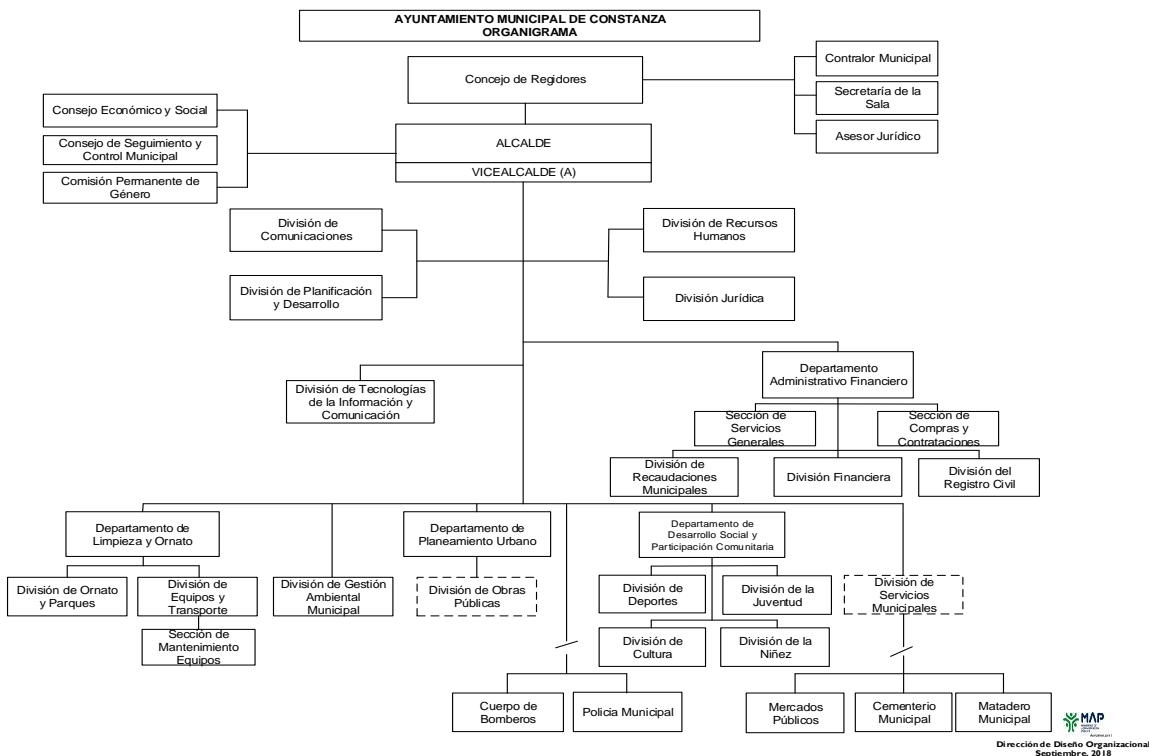 AYUNTAMIENTO MUNICIPAL DE CONSTANZA
ORGANIGRAMA
Concejo de Regidores
Contralor Municipal
Secretaría de la
Sala
Asesor Jurídico
Consejo Económico y Social
Consejo de Seguimiento y
Control Municipal
Comisión Permanente de
Género
ALCALDE
VICEALCALDE (A)
División de
Comunicaciones
División de Recursos
Humanos
División de Planificación
y Desarrollo
División Jurídica
División de Tecnologías
de la Información y
Comunicación
Departamento
Administrativo Financiero
Sección de
Servicios
Generales
Sección de
Compras y
Contrataciones
División de
Recaudaciones
Municipales
División Financiera
División del
Registro Civil
Departamento de
Limpieza y Ornato
Departamento de
Planeamiento Urbano
Departamento de
Desarrollo Social y
Participación Comunitaria
División de Ornato
y Parques
División de
Equipos y
Transporte
Sección de
Mantenimiento
Equipos
División de Gestión
Ambiental
Municipal
División de Obras
Públicas
División de
Deportes
División de la
Juventud
División de
Cultura
División de la
Niñez
División de
Servicios
Municipales
Cuerpo de
Bomberos
Policia Municipal
Mercados
Públicos
Cementerio
Municipal
Matadero
Municipal
MAP
Dirección de Diseño Organizacional
Septiembre, 2018